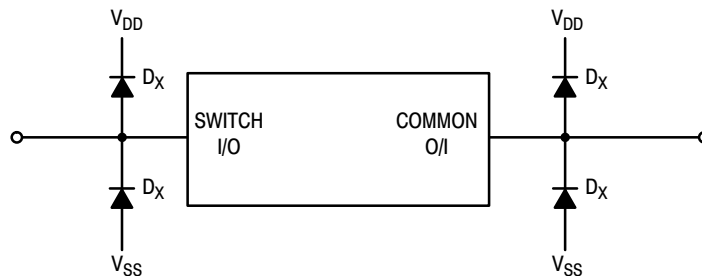 VDD VDD
DX DX
SWITCH COMMON
I/O O/I
DX DX
VSS VSS